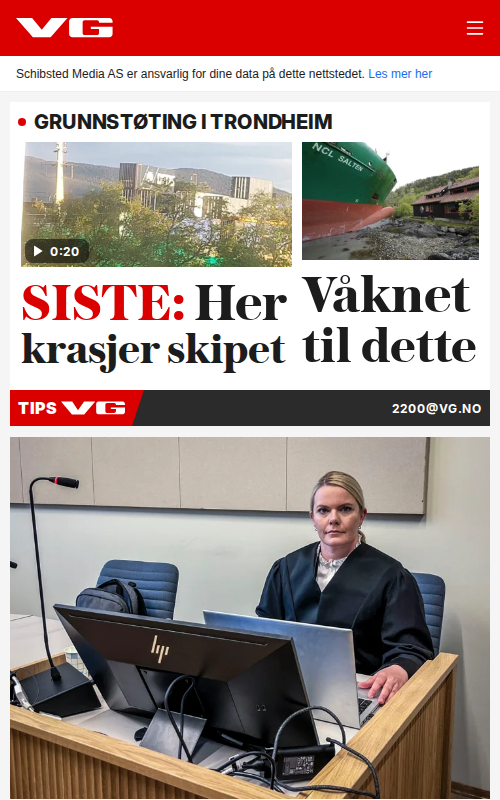 VG
Schibsted Media AS er ansvarlig for dine data på dette nettstedet. Les mer her
GRUNNSTØTING I TRONDHEIM
0:20
NCL SALTEN
SISTE: Her
krasjer skipet
Våknet
til dette
TIPS VG
2200@VG.NO
hp